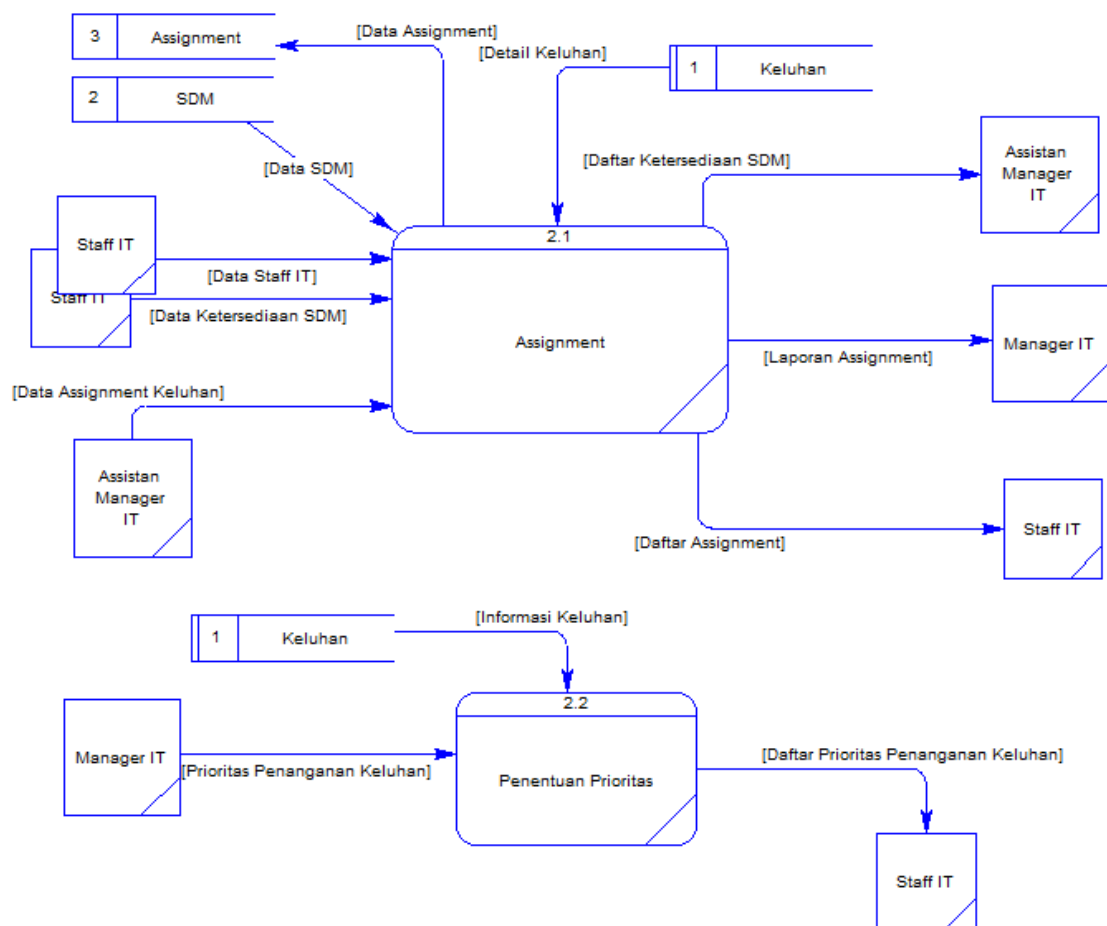 3 Assignment
[Data Assignment]
[Detail Keluhan]
1 Keluhan
2 SDM
[Data SDM]
[Daftar Ketersediaan SDM]
Assistan
Manager
IT
Staff IT
[Data Staff IT]
Staff IT
[Data Ketersediaan SDM]
2.1
Assignment
[Laporan Assignment]
Manager IT
[Data Assignment Keluhan]
Assistan
Manager
IT
[Daftar Assignment]
Staff IT
1 Keluhan
[Informasi Keluhan]
2.2
Penentuan Prioritas
Manager IT
[Prioritas Penanganan Keluhan]
[Daftar Prioritas Penanganan Keluhan]
Staff IT